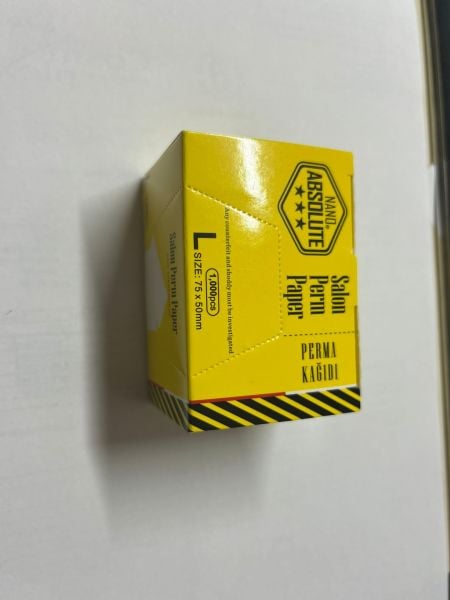 NANO®
ABSOLUTE
Salon
Perm
Paper
PERMA
KAĞIDI
Any counterfeit and shoddy must be investigated
L
1,000pcs
SIZE: 75 x 50mm
Salon Perm Paper